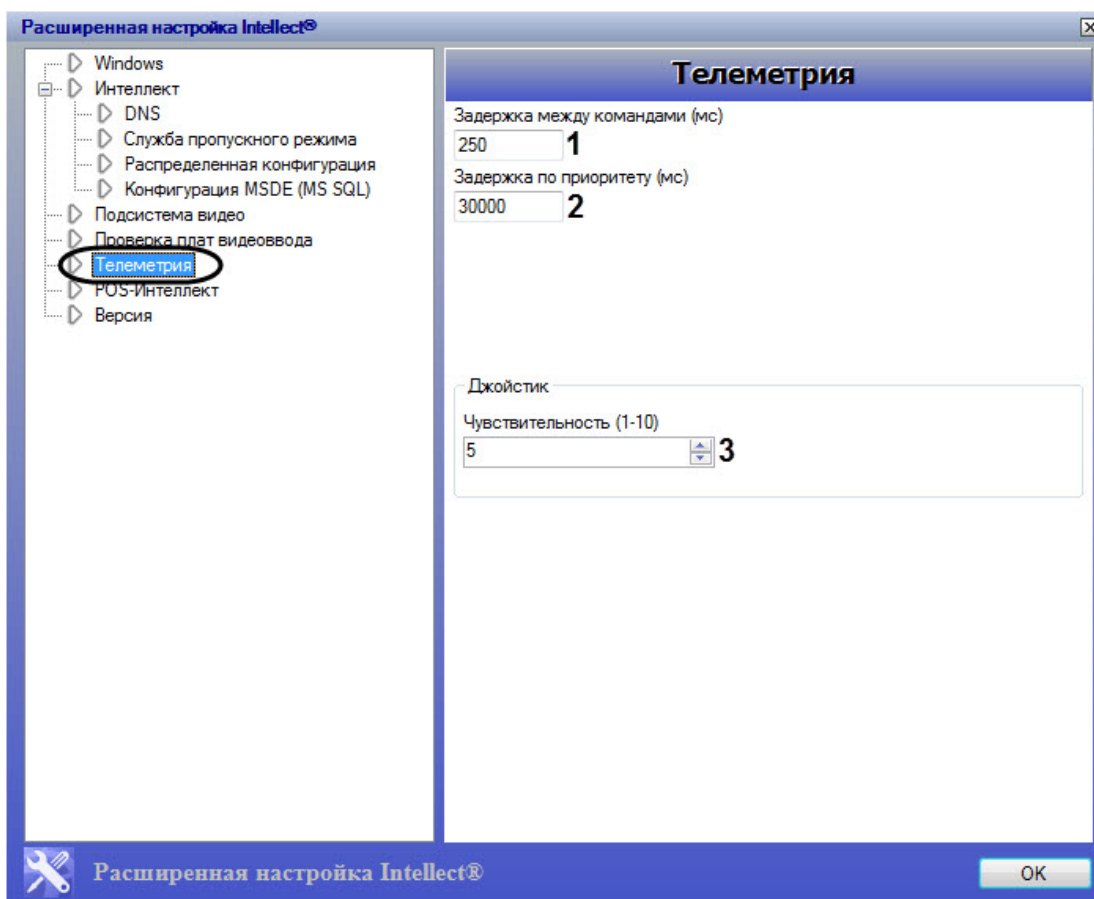 Расширенная настройка Intellect®
Windows
Интеллект
DNS
Служба пропускного режима
Распределенная конфигурация
Конфигурация MSDE (MS SQL)
Подсистема видео
Проверка плат видеоввода
Телеметрия
POS-Интеллект
Версия
Телеметрия
Задержка между командами (мс)
250 1
Задержка по приоритету (мс)
30000 2
Джойстик
Чувствительность (1-10)
5 3
Расширенная настройка Intellect®
OK